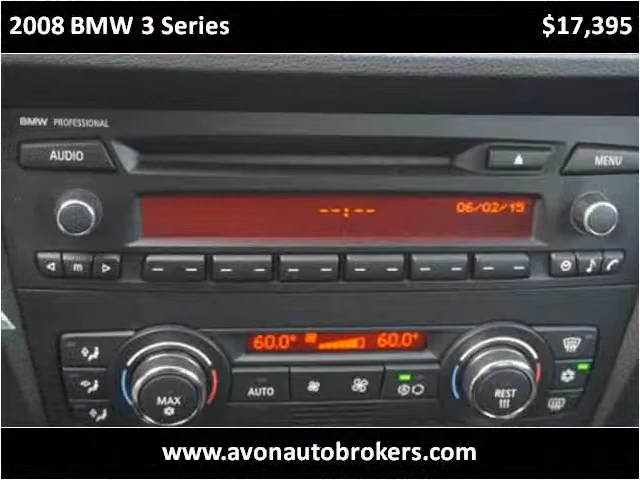 2008 BMW 3 Series $17,395
BMW PROFESSIONAL
AUDIO MENU
--:-- 06/02/15
m
60.0° 60.0°
MAX AUTO REST
www.avonautobrokers.com